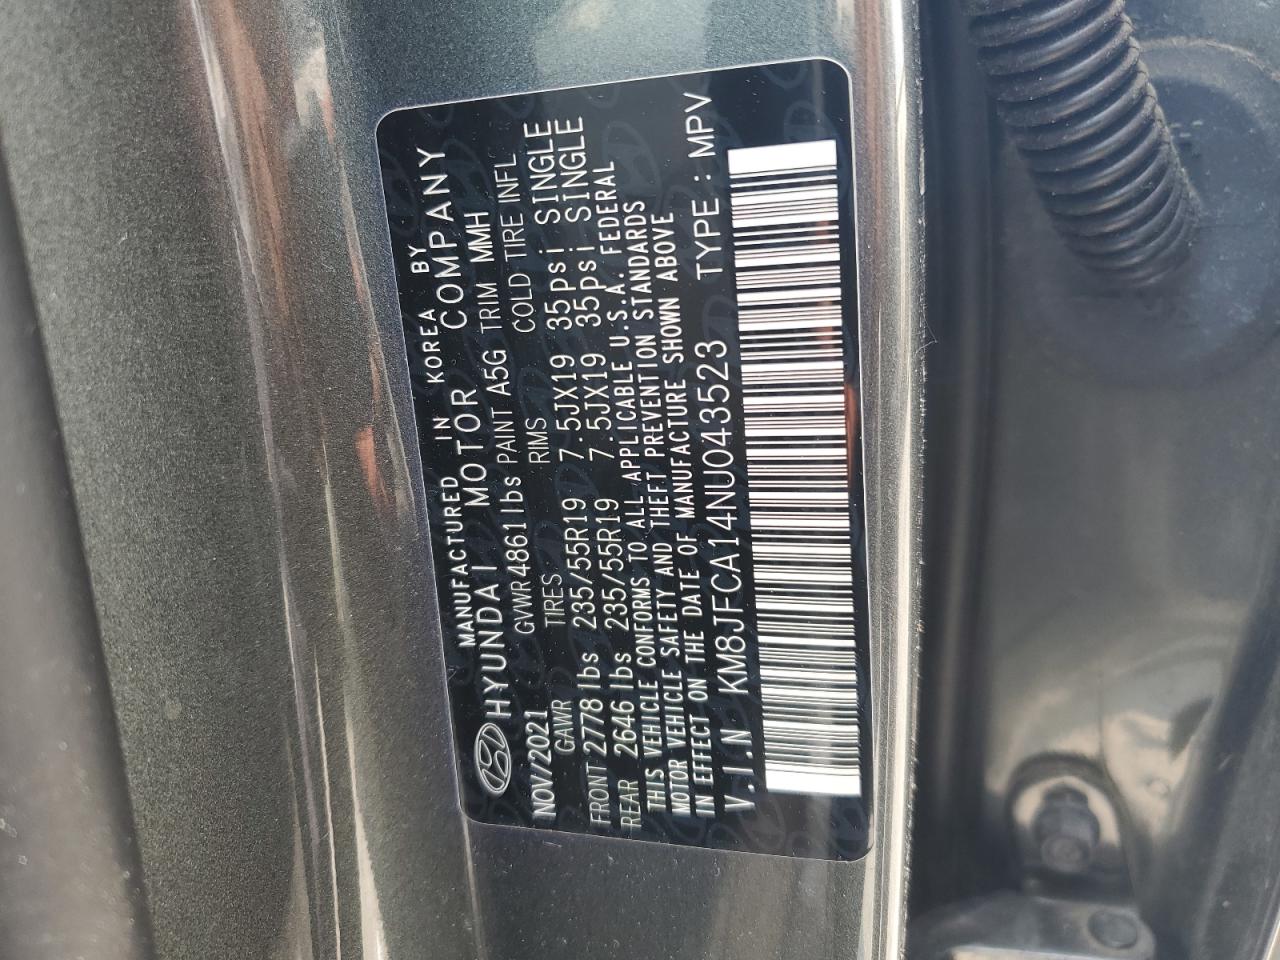 MANUFACTURED IN KOREA BY
HYUNDAI MOTOR COMPANY
NOV/2021 GVWR 4861lbs PAINT A5G TRIM MMH
GAWR TIRES RIMS COLD TIRE INFL
FRONT 2778lbs 235/55R19 7.5JX19 35psi SINGLE
REAR 2646lbs 235/55R19 7.5JX19 35psi SINGLE
THIS VEHICLE CONFORMS TO ALL APPLICABLE U.S.A. FEDERAL
MOTOR VEHICLE SAFETY AND THEFT PREVENTION STANDARDS
IN EFFECT ON THE DATE OF MANUFACTURE SHOWN ABOVE
V.I.N KM8JFCA14NU043523 TYPE : MPV